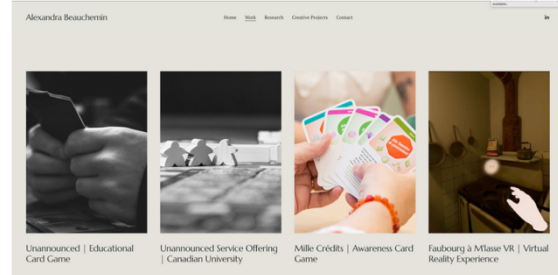 Alexandra Beauchemin
Home Work Research Creative Projects Contact
in
Unannounced | Educational
Card Game
Unannounced Service Offering
| Canadian University
Mille Crédits | Awareness Card
Game
Faubourg à M'lasse VR | Virtual
Reality Experience